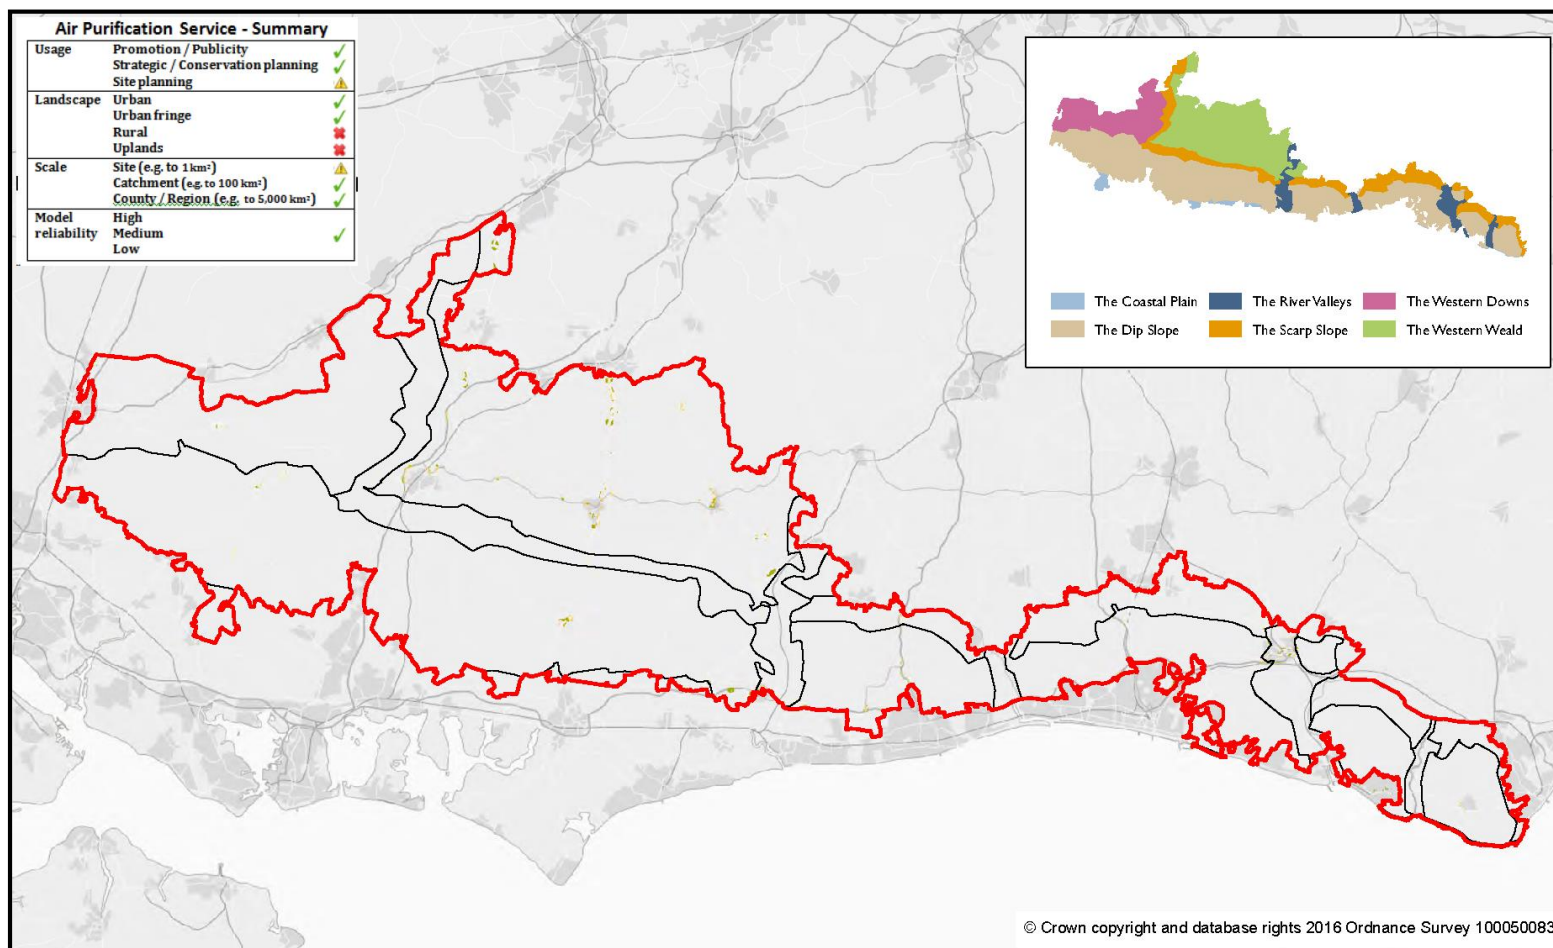 Air Purification Service - Summary
Usage Promotion / Publicity ✓
Strategic / Conservation planning ✓
Site planning ⚠
Landscape Urban ✓
Urban fringe ✓
Rural ✖
Uplands ✖
Scale Site (e.g. to 1km²) ⚠
Catchment (e.g. to 100 km²) ✓
County / Region (e.g. to 5,000 km²) ✓
Model High
reliability Medium ✓
Low
The Coastal Plain The River Valleys The Western Downs
The Dip Slope The Scarp Slope The Western Weald
© Crown copyright and database rights 2016 Ordnance Survey 100050083